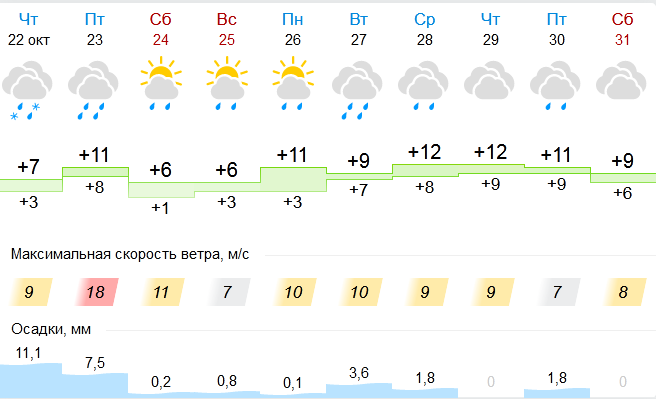 Чт Пт Сб Вс Пн Вт Ср Чт Пт Сб
22 окт 23 24 25 26 27 28 29 30 31
+7 +11 +6 +6 +11 +9 +12 +12 +11 +9
+3 +8 +1 +3 +3 +7 +8 +9 +9 +6
Максимальная скорость ветра, м/с
9 18 11 7 10 10 9 9 7 8
Осадки, мм
11,1 7,5 0,2 0,8 0,1 3,6 1,8 0 1,8 0